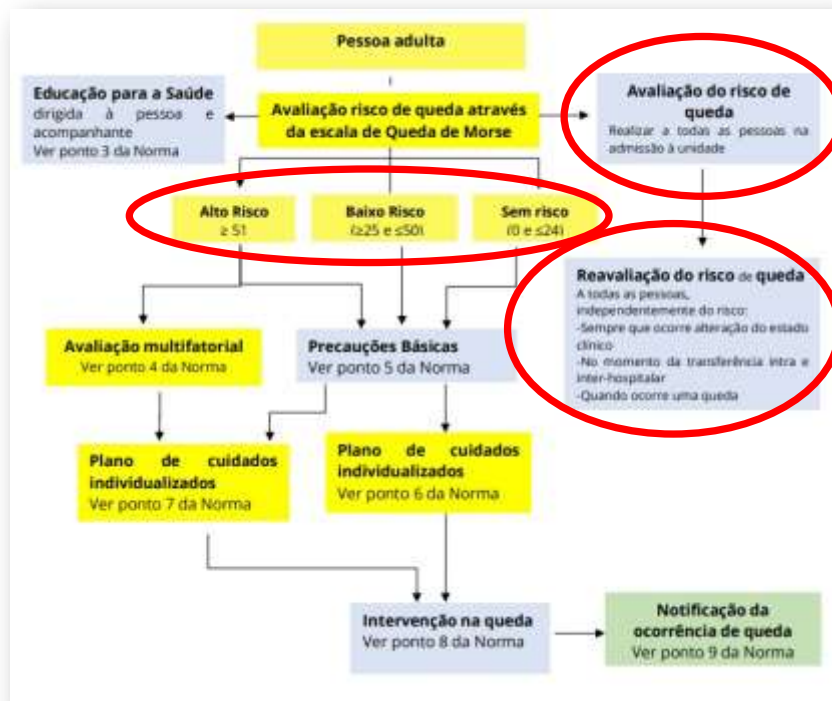 Pessoa adulta
Educação para a Saúde
dirigida à pessoa e
acompanhante
Ver ponto 3 da Norma
Avaliação risco de queda através
da escala de Queda de Morse
Avaliação do risco de
queda
Realizar a todas as pessoas na
admissão à unidade
Alto Risco
≥ 51
Baixo Risco
(≥25 e ≤50)
Sem risco
(0 e ≤24)
Reavaliação do risco de queda
A todas as pessoas,
independentemente do risco:
-Sempre que ocorre alteração do estado
clínico
-No momento da transferência intra e
inter-hospitalar
-Quando ocorre uma queda
Avaliação multifatorial
Ver ponto 4 da Norma
Precauções Básicas
Ver ponto 5 da Norma
Plano de cuidados
individualizados
Ver ponto 7 da Norma
Plano de cuidados
individualizados
Ver ponto 6 da Norma
Intervenção na queda
Ver ponto 8 da Norma
Notificação da
ocorrência de queda
Ver ponto 9 da Norma